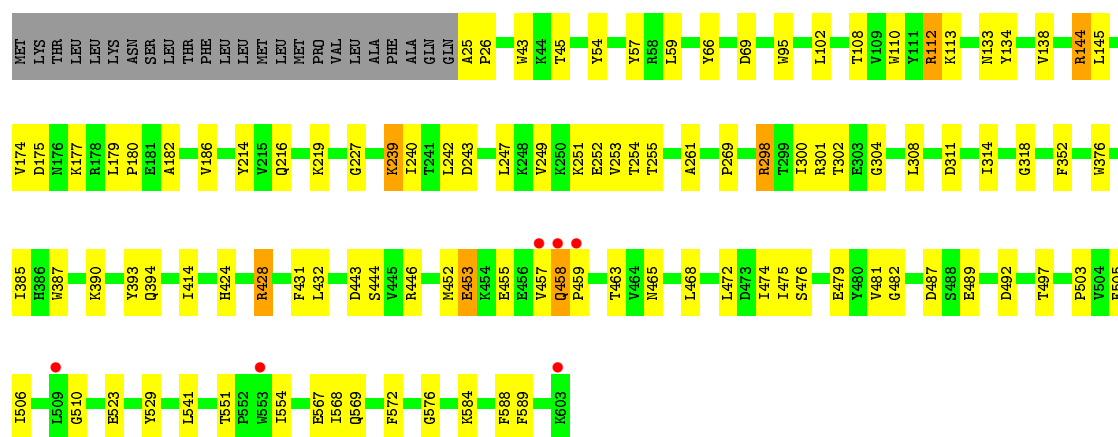 MET LYS THR LEU LEU LYS ASN SER LEU THR PHE LEU LEU MET LEU MET PRO VAL LEU ALA PHE ALA GLN GLN A25 P26 W43 K44 T45 Y54 Y57 R58 L59 Y66 D69 W95 L102 T108 V109 W110 Y111 R112 K113 N133 Y134 V138 R144 L145
V174 D175 N176 K177 R178 L179 P180 E181 A182 V186 Y214 V215 Q216 K219 G227 K239 I240 T241 L242 D243 L247 K248 V249 K250 K251 E252 V253 T254 T255 A261 P269 R298 T299 I300 R301 T302 E303 G304 L308 D311 I314 G318 F352 W376
I385 H386 W387 K390 Y393 Q394 I414 H424 R428 F431 L432 D443 S444 V445 R446 M452 E453 K454 E455 E456 V457 Q458 P459 T463 V464 N465 L468 L472 D473 I474 I475 S476 E479 Y480 V481 G482 D487 S488 E489 D492 T497 P503 V504 E505
I506 L509 G510 E523 Y529 L541 T551 P552 W553 I554 E567 I568 Q569 F572 G576 K584 F588 F589 K603